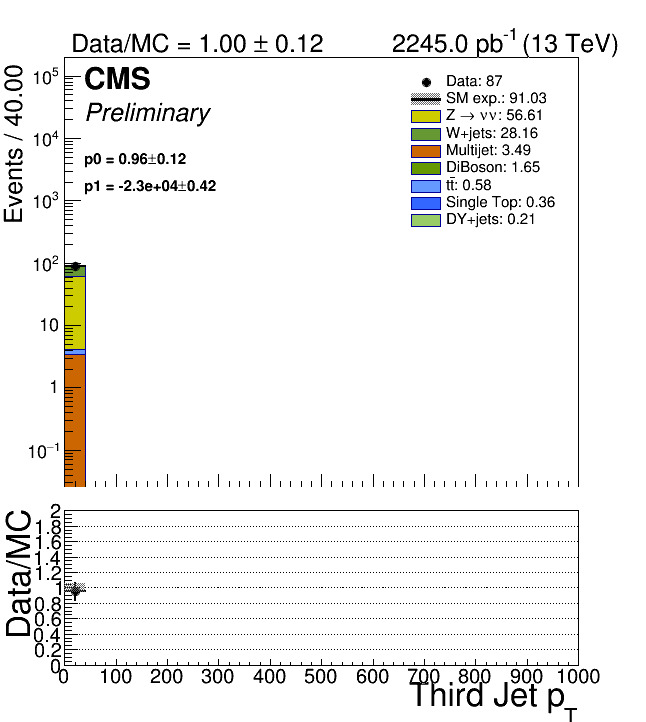 Data/MC = 1.00 ± 0.12 2245.0 pb⁻¹ (13 TeV)
Events / 40.00
10⁵
10⁴
10³
10²
10
1
10⁻¹
CMS
Preliminary
p0 = 0.96±0.12
p1 = -2.3e+04±0.42
Data: 87
SM exp.: 91.03
Z → νν: 56.61
W+jets: 28.16
Multijet: 3.49
DiBoson: 1.65
tt̄: 0.58
Single Top: 0.36
DY+jets: 0.21
Data/MC
2
1.8
1.6
1.4
1.2
1
0.8
0.6
0.4
0.2
0
0 100 200 300 400 500 600 700 800 900 1000
Third Jet p_T